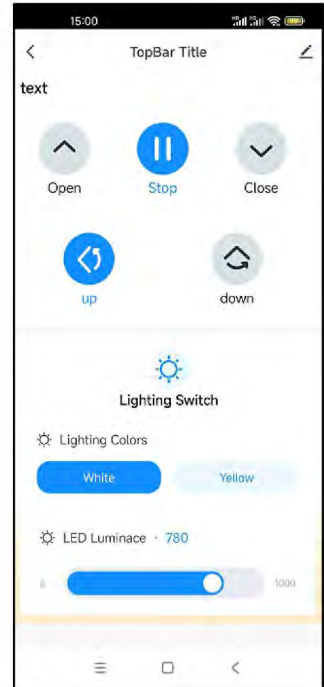 15:00
TopBar Title
text
Open Stop Close
up down
Lighting Switch
Lighting Colors
White Yellow
LED Luminace · 780
1000